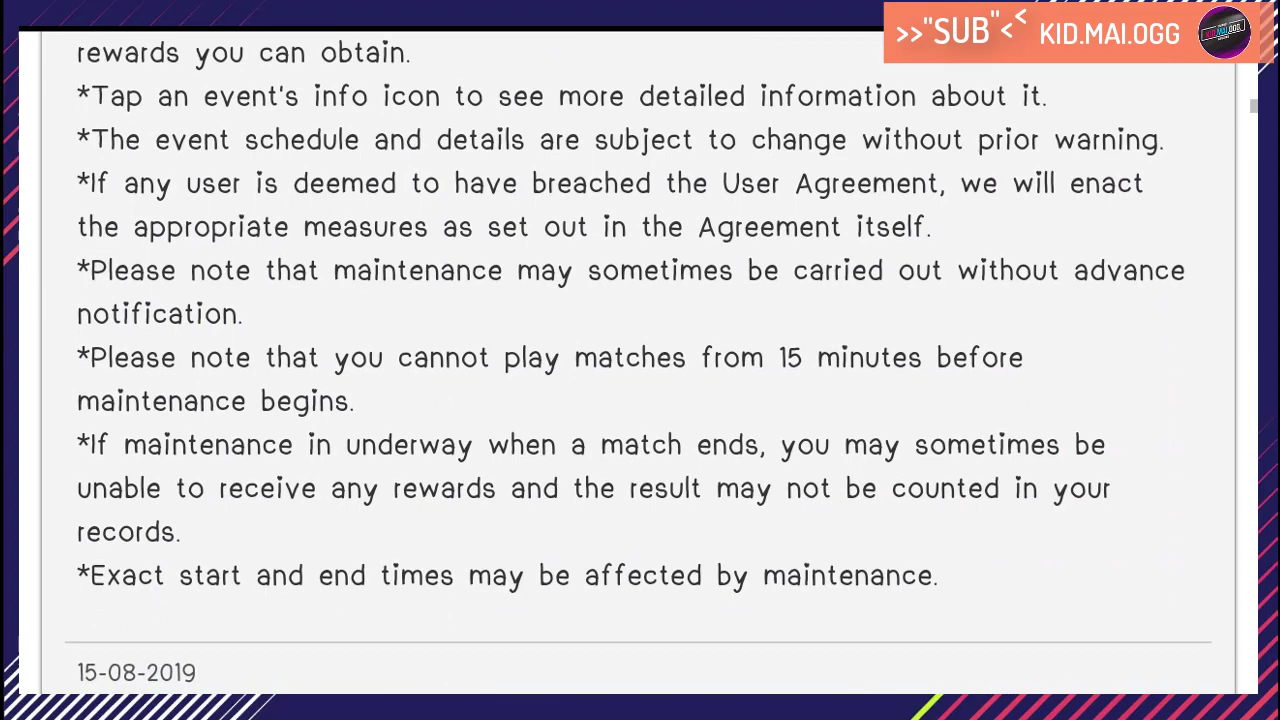 >>"SUB"<< KID.MAI.OGG
rewards you can obtain.
*Tap an event's info icon to see more detailed information about it.
*The event schedule and details are subject to change without prior warning.
*If any user is deemed to have breached the User Agreement, we will enact
the appropriate measures as set out in the Agreement itself.
*Please note that maintenance may sometimes be carried out without advance
notification.
*Please note that you cannot play matches from 15 minutes before
maintenance begins.
*If maintenance in underway when a match ends, you may sometimes be
unable to receive any rewards and the result may not be counted in your
records.
*Exact start and end times may be affected by maintenance.
15-08-2019